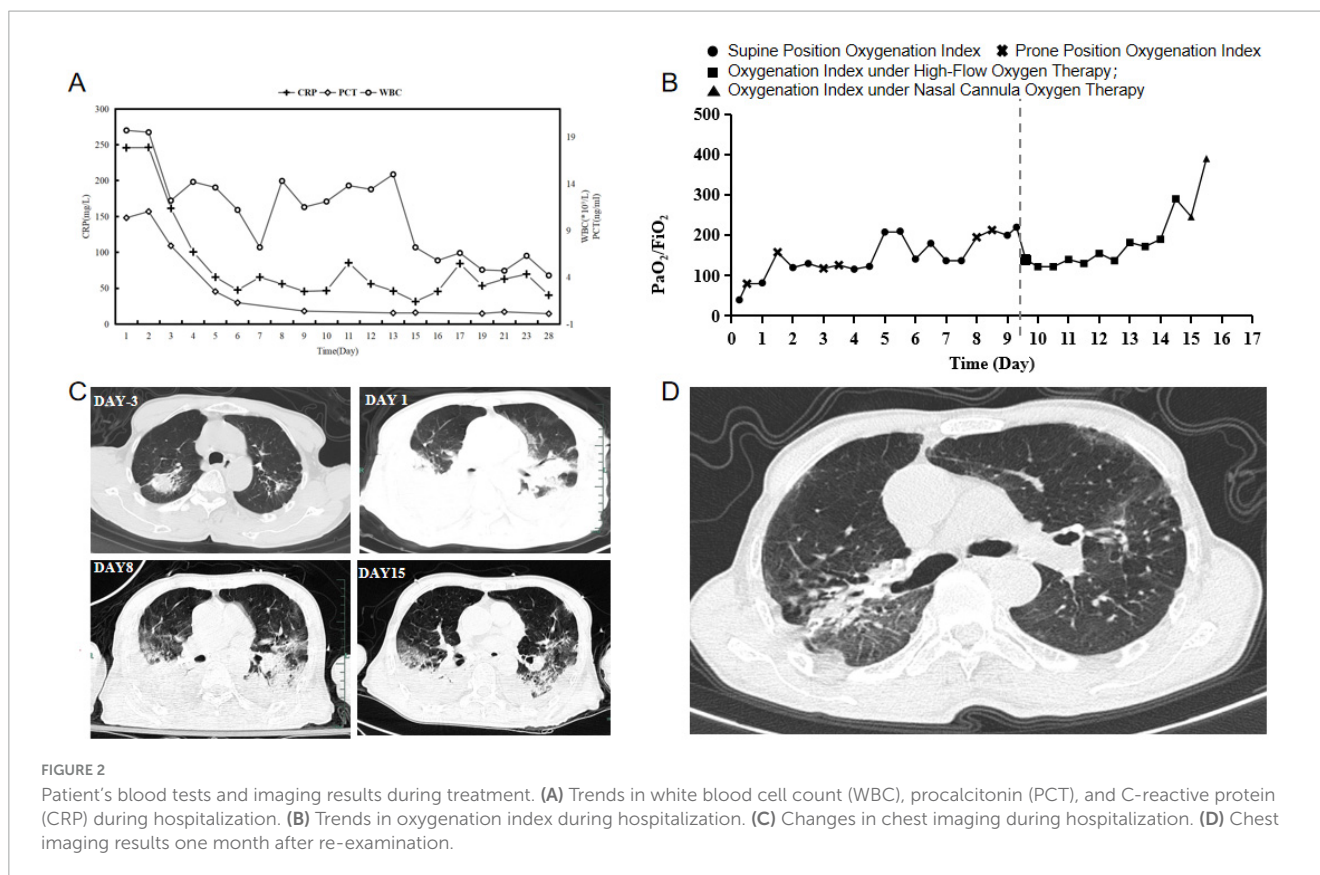 A
CRP PCT WBC
300
250
200
150
100
50
0
CRP(mg/L)
19
14
9
4
-1
WBC(*10⁹/L)
PCT(ng/ml)
1 2 3 4 5 6 7 8 9 10 11 12 13 15 16 17 19 21 23 28
Time(Day)
● Supine Position Oxygenation Index ✖ Prone Position Oxygenation Index
■ Oxygenation Index under High-Flow Oxygen Therapy;
▲ Oxygenation Index under Nasal Cannula Oxygen Therapy
B
500
400
300
200
100
0
PaO₂/FiO₂
0 1 2 3 4 5 6 7 8 9 10 11 12 13 14 15 16 17
Time (Day)
C
DAY-3
DAY 1
DAY8
DAY15
D
FIGURE 2
Patient's blood tests and imaging results during treatment. (A) Trends in white blood cell count (WBC), procalcitonin (PCT), and C-reactive protein
(CRP) during hospitalization. (B) Trends in oxygenation index during hospitalization. (C) Changes in chest imaging during hospitalization. (D) Chest
imaging results one month after re-examination.